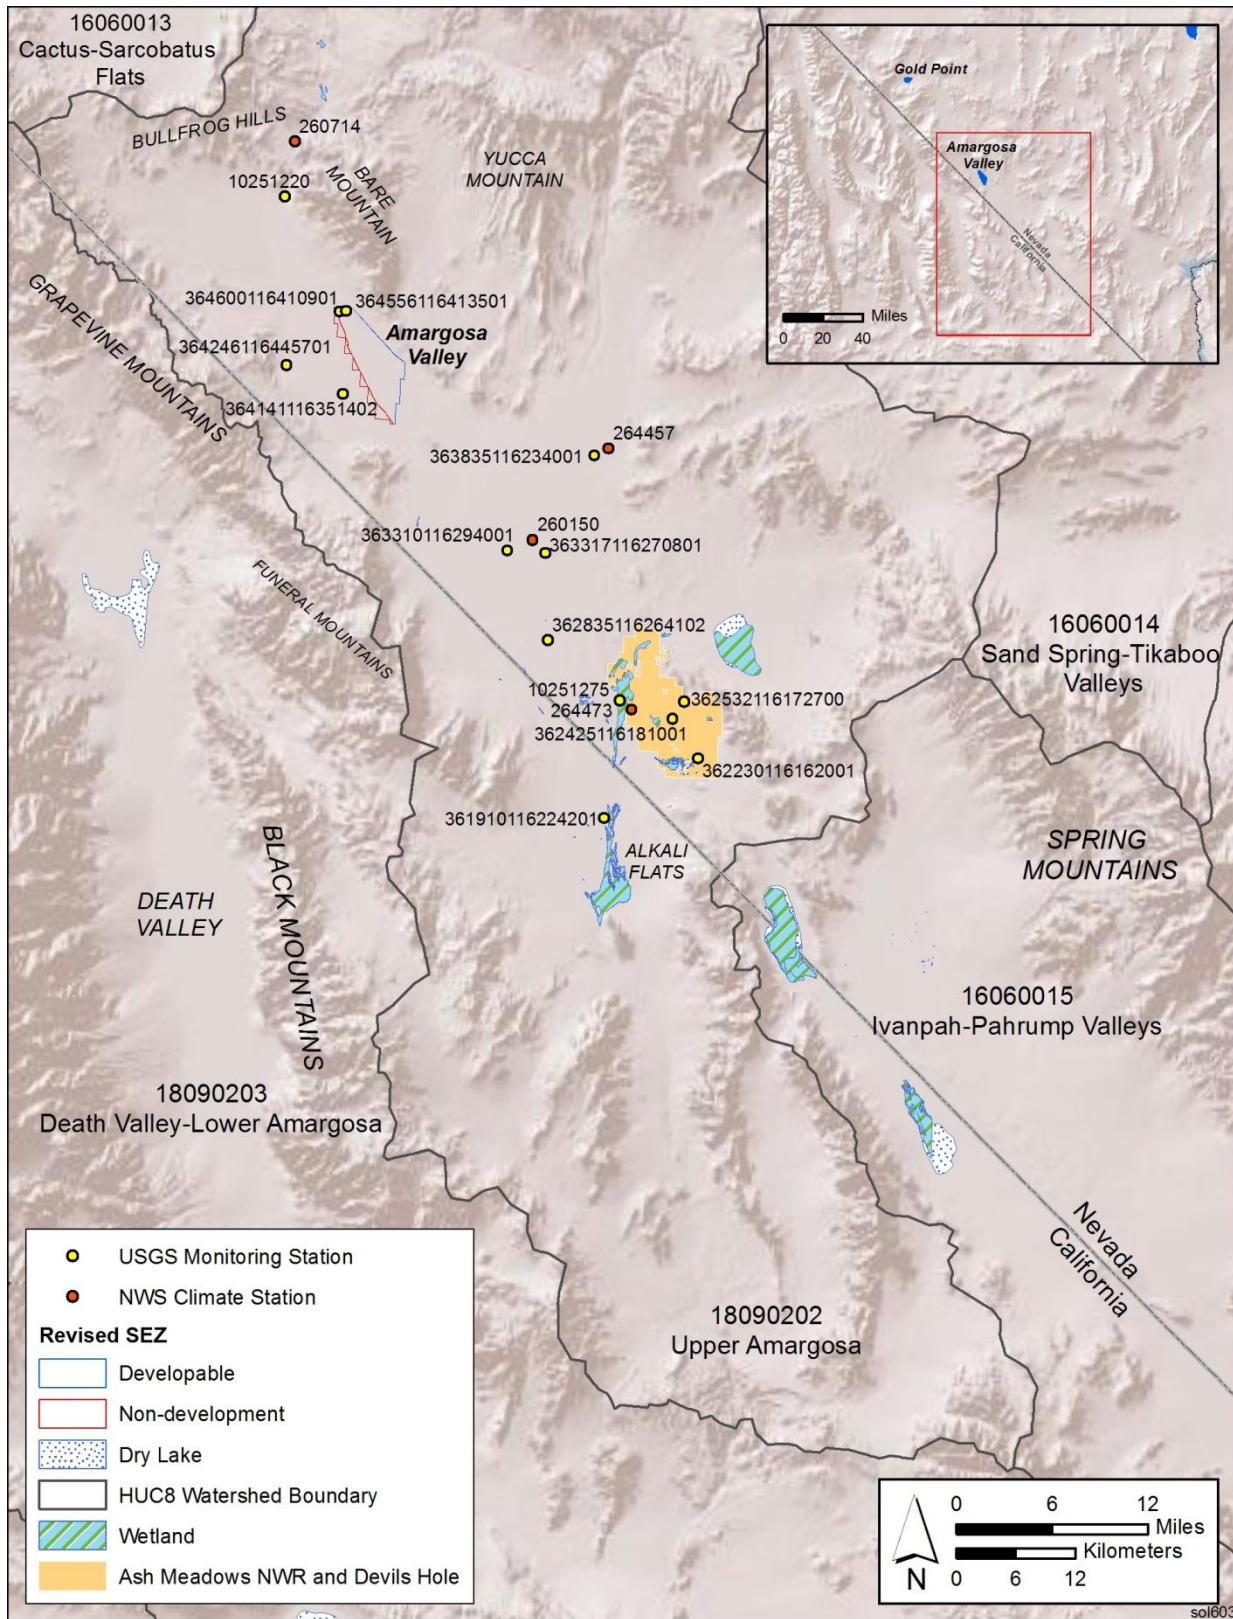 16060013
Cactus-Sarcobatus
Flats
BULLFROG HILLS
260714
10251220
BARE
MOUNTAIN
YUCCA
MOUNTAIN
Gold Point
Amargosa
Valley
Nevada
California
Miles
0 20 40
GRAPEVINE MOUNTAINS
364600116410901
364556116413501
Amargosa
Valley
364246116445701
364141116351402
264457
363835116234001
260150
363310116294001
363317116270801
FUNERAL MOUNTAINS
362835116264102
16060014
Sand Spring-Tikaboo
Valleys
10251275
264473
362532116172700
362425116181001
362230116162001
361910116224201
ALKALI
FLATS
SPRING
MOUNTAINS
DEATH
VALLEY
BLACK MOUNTAINS
16060015
Ivanpah-Pahrump Valleys
18090203
Death Valley-Lower Amargosa
Nevada
California
18090202
Upper Amargosa
USGS Monitoring Station
NWS Climate Station
Revised SEZ
Developable
Non-development
Dry Lake
HUC8 Watershed Boundary
Wetland
Ash Meadows NWR and Devils Hole
N
0 6 12
Miles
Kilometers
0 6 12
sol603